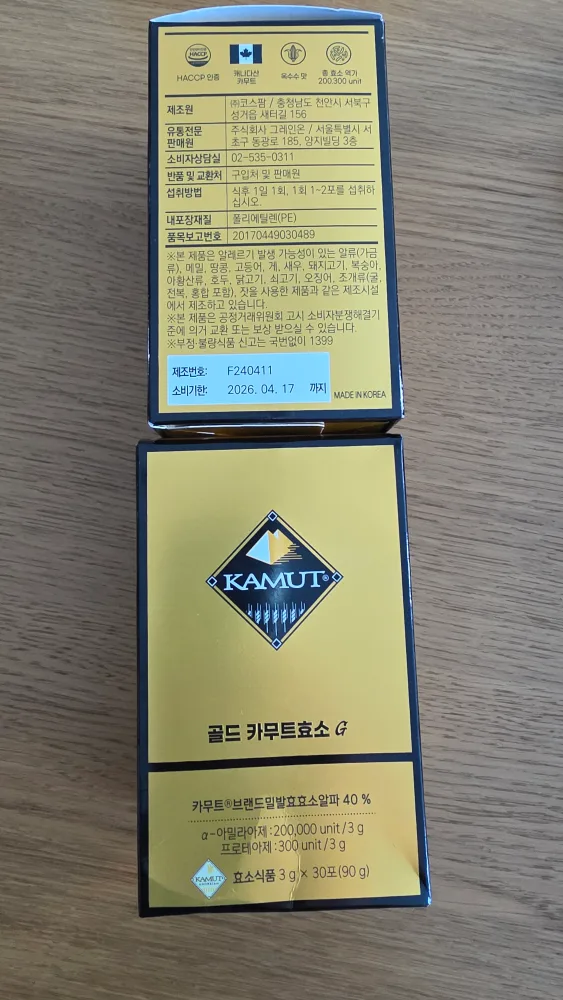 HACCP
HACCP 인증
캐나다산
카무트
옥수수 맛
총 효소 역가
200,300 unit
제조원
㈜코스팜 / 충청남도 천안시 서북구
성거읍 새터길 156
유통전문
판매원
주식회사 그레인온 / 서울특별시 서
초구 동광로 185, 양지빌딩 3층
소비자상담실
02-535-0311
반품 및 교환처
구입처 및 판매원
섭취방법
식후 1일 1회, 1회 1~2포를 섭취하
십시오.
내포장재질
폴리에틸렌(PE)
품목보고번호
20170449030489
※본 제품은 알레르기 발생 가능성이 있는 알류(가금
류), 메밀, 땅콩, 고등어, 게, 새우, 돼지고기, 복숭아,
아황산류, 호두, 닭고기, 쇠고기, 오징어, 조개류(굴,
전복, 홍합 포함), 잣을 사용한 제품과 같은 제조시설
에서 제조하고 있습니다.
※본 제품은 공정거래위원회 고시 소비자분쟁해결기
준에 의거 교환 또는 보상 받으실 수 있습니다.
※부정·불량식품 신고는 국번없이 1399
제조번호: F240411
소비기한: 2026. 04. 17 까지
MADE IN KOREA
KAMUT®
골드 카무트효소 G
카무트®브랜드밀발효효소알파 40 %
α-아밀라아제 : 200,000 unit / 3 g
프로테아제 : 300 unit / 3 g
KAMUT
효소식품 3 g × 30포(90 g)